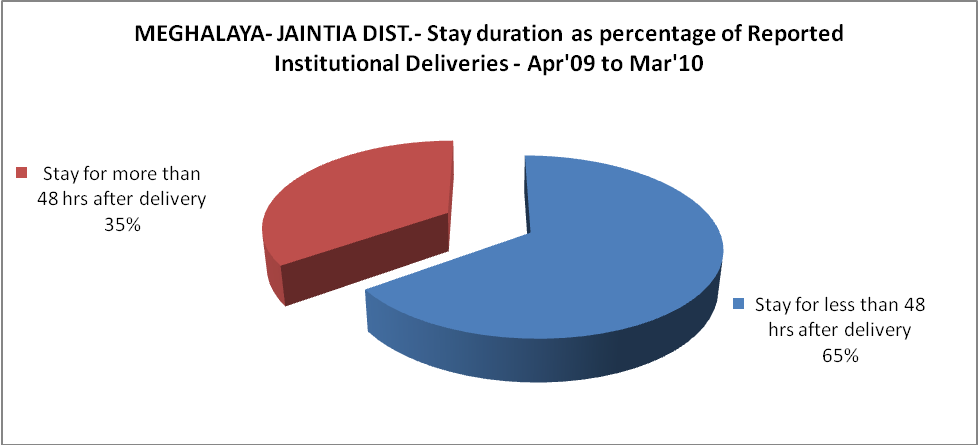 MEGHALAYA- JAINTIA DIST.- Stay duration as percentage of Reported
Institutional Deliveries - Apr'09 to Mar'10
Stay for more than
48 hrs after delivery
35%
Stay for less than 48
hrs after delivery
65%